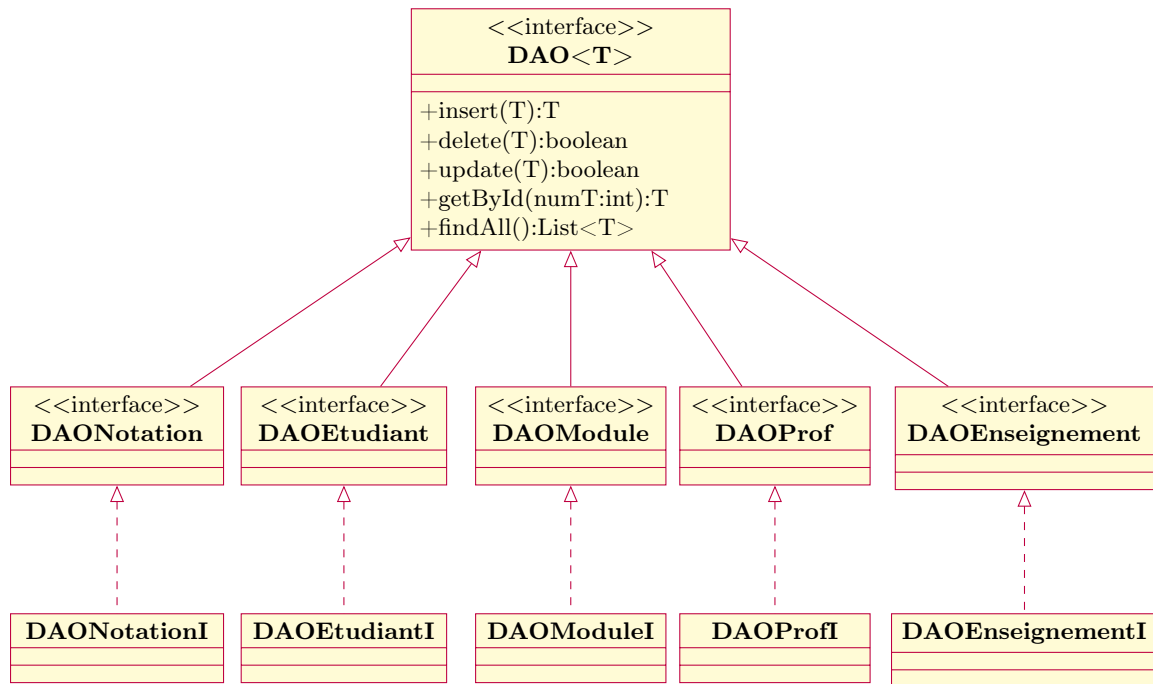 <<interface>>
DAO<T>
+insert(T):T
+delete(T):boolean
+update(T):boolean
+getById(numT:int):T
+findAll():List<T>
<<interface>>
DAONotation
<<interface>>
DAOEtudiant
<<interface>>
DAOModule
<<interface>>
DAOProf
<<interface>>
DAOEnseignement
DAONotationI
DAOEtudiantI
DAOModuleI
DAOProfI
DAOEnseignementI